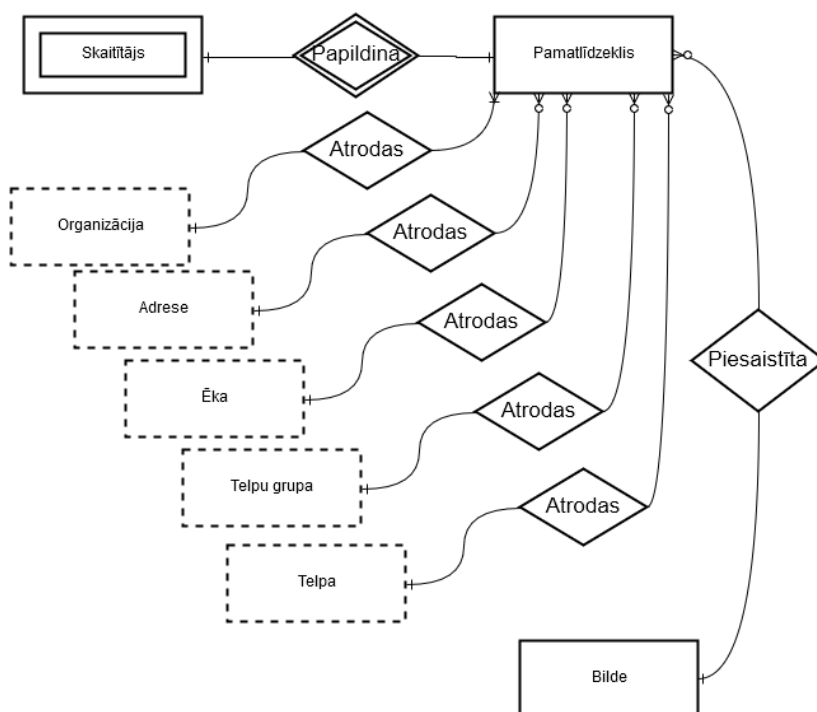 Skaitītājs
Papildina
Pamatlīdzeklis
Atrodas
Organizācija
Atrodas
Adrese
Atrodas
Ēka
Piesaistīta
Atrodas
Telpu grupa
Atrodas
Telpa
Bilde